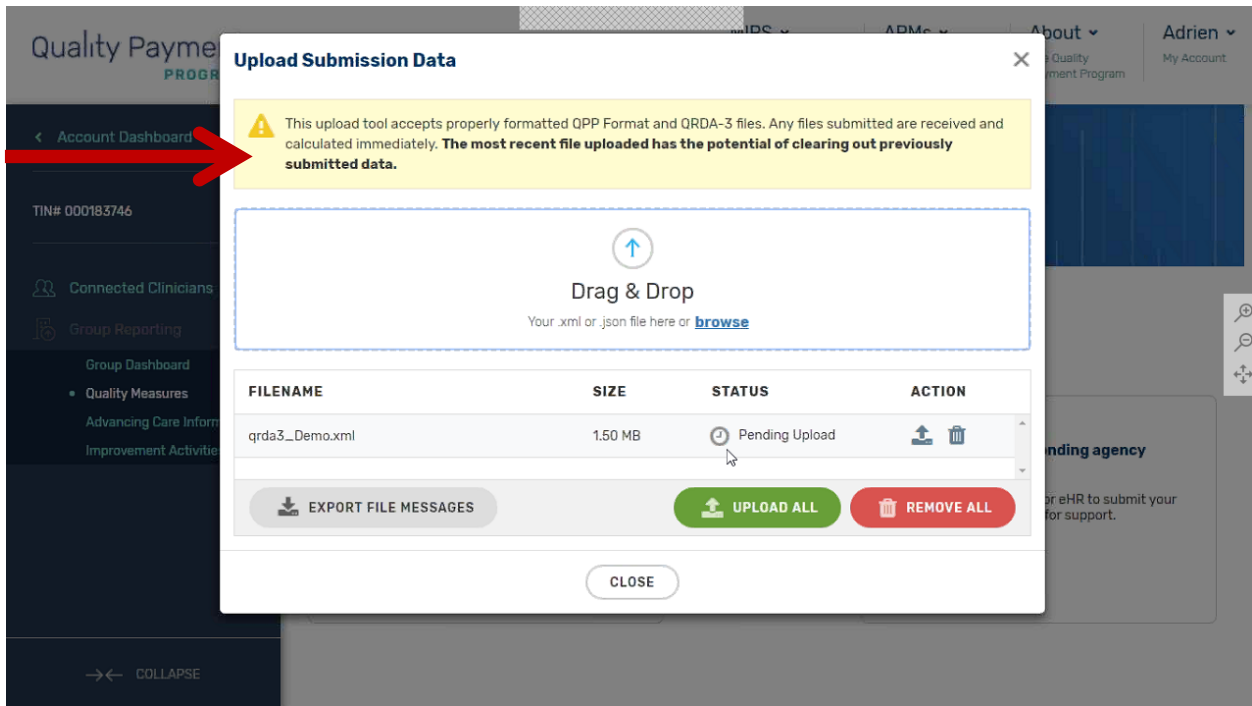 Quality Payme
PROGR
MIPS
APMs
About
e Quality
yment Program
Adrien
My Account
Account Dashboard
TIN# 000183746
Connected Clinicians
Group Reporting
Group Dashboard
Quality Measures
Advancing Care Inform
Improvement Activitie
COLLAPSE
Upload Submission Data
This upload tool accepts properly formatted QPP Format and QRDA-3 files. Any files submitted are received and
calculated immediately. The most recent file uploaded has the potential of clearing out previously
submitted data.
Drag & Drop
Your .xml or .json file here or browse
FILENAME SIZE STATUS ACTION
qrda3_Demo.xml 1.50 MB Pending Upload
EXPORT FILE MESSAGES UPLOAD ALL REMOVE ALL
CLOSE
nding agency
or eHR to submit your
for support.